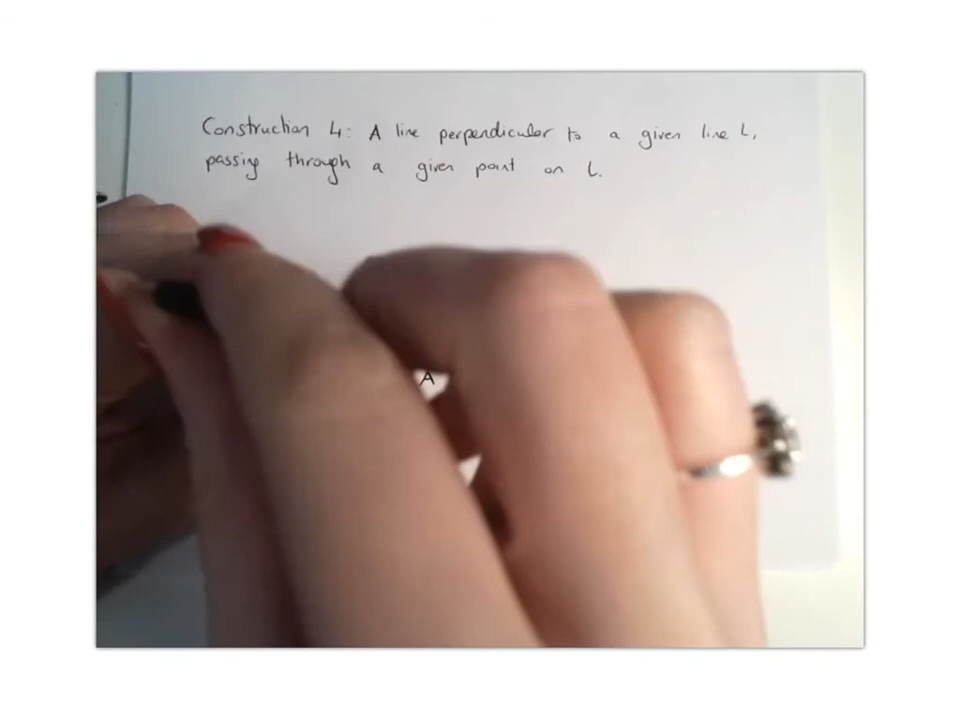 Construction 4: A line perpendicular to a given line L,
passing through a given point on L.
A